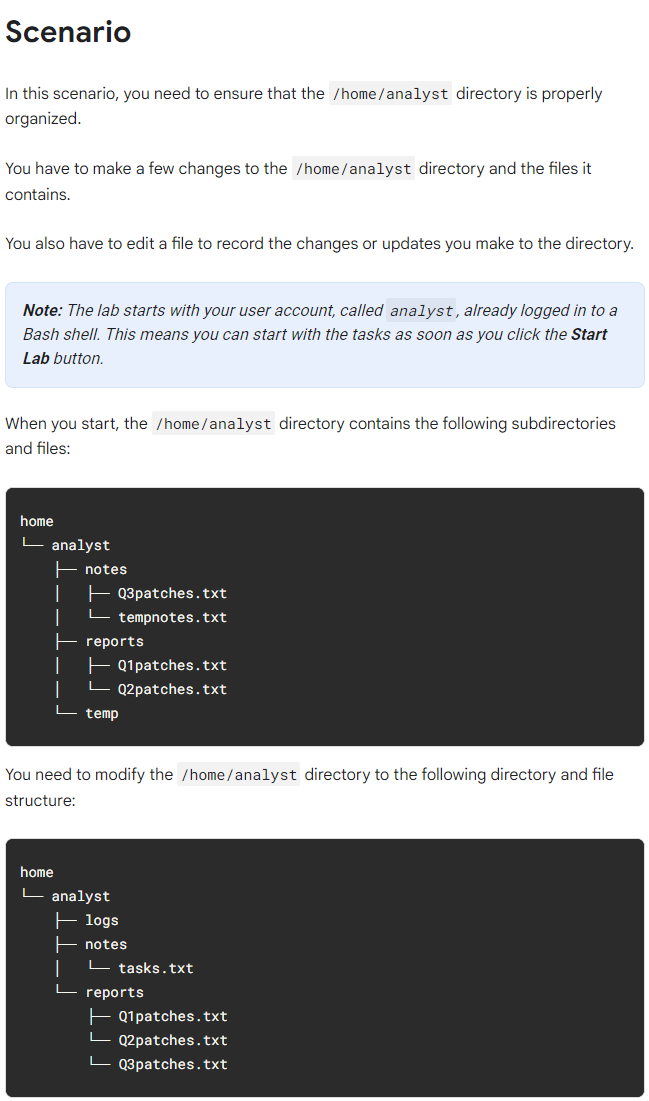 Scenario
In this scenario, you need to ensure that the /home/analyst directory is properly
organized.
You have to make a few changes to the /home/analyst directory and the files it
contains.
You also have to edit a file to record the changes or updates you make to the directory.
Note: The lab starts with your user account, called analyst, already logged in to a
Bash shell. This means you can start with the tasks as soon as you click the Start
Lab button.
When you start, the /home/analyst directory contains the following subdirectories
and files:
home
└── analyst
    ├── notes
    │   ├── Q3patches.txt
    │   └── tempnotes.txt
    ├── reports
    │   ├── Q1patches.txt
    │   └── Q2patches.txt
    └── temp
You need to modify the /home/analyst directory to the following directory and file
structure:
home
└── analyst
    ├── logs
    ├── notes
    │   └── tasks.txt
    └── reports
        ├── Q1patches.txt
        └── Q2patches.txt
        └── Q3patches.txt